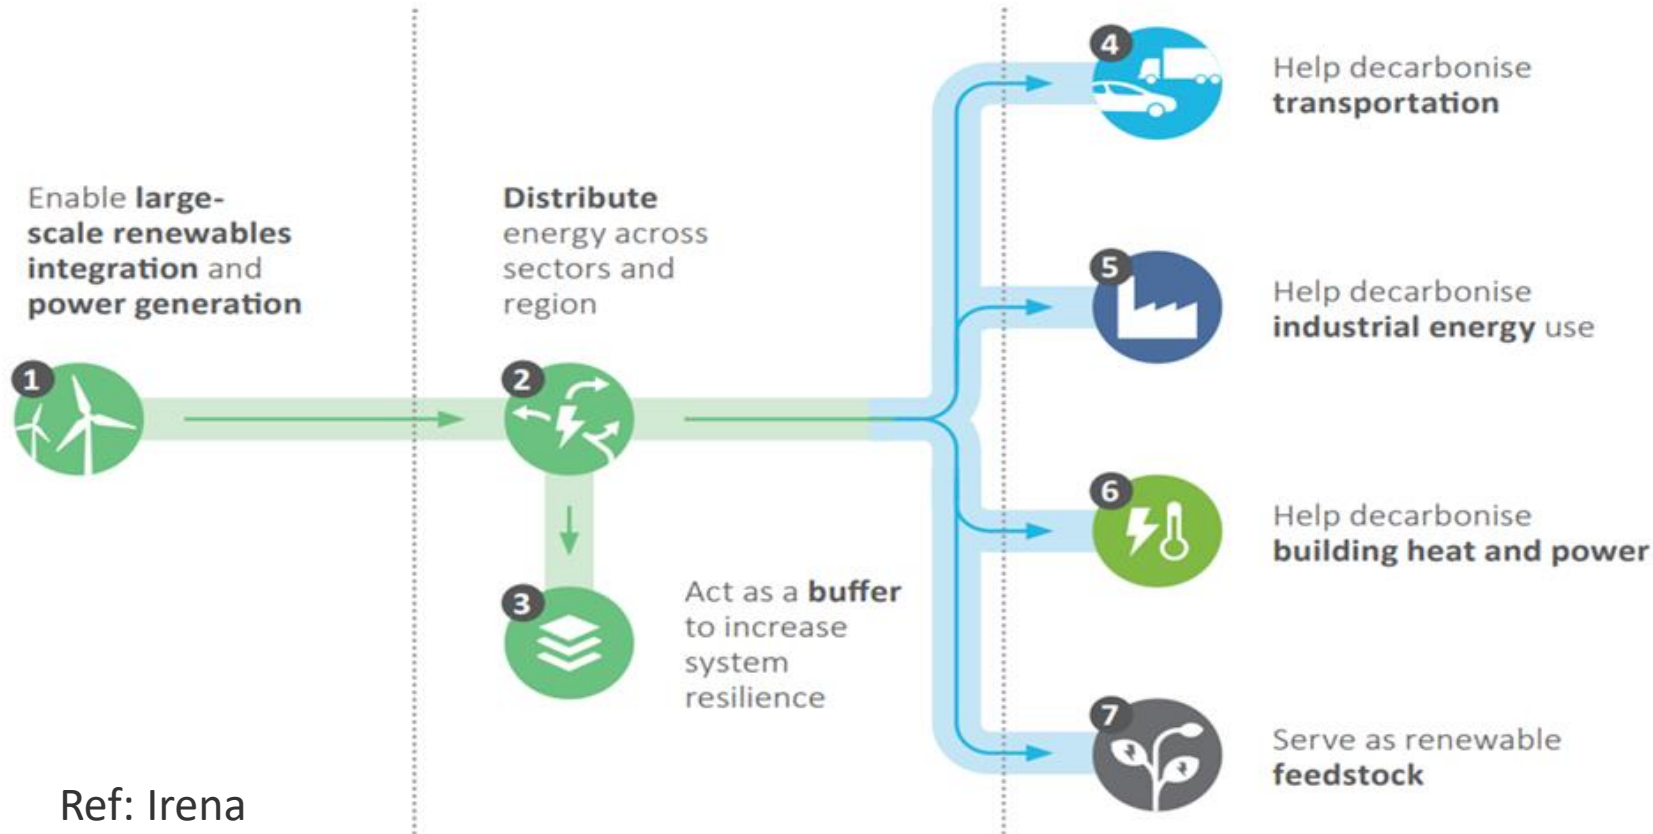 1
Enable large-
scale renewables
integration and
power generation
2
Distribute
energy across
sectors and
region
3
Act as a buffer
to increase
system
resilience
4
Help decarbonise
transportation
5
Help decarbonise
industrial energy use
6
Help decarbonise
building heat and power
7
Serve as renewable
feedstock
Ref: Irena